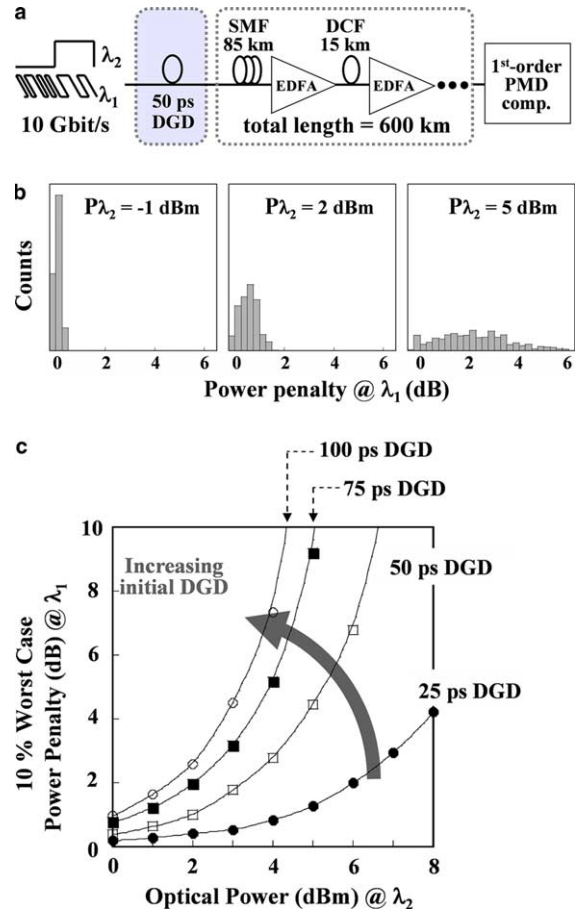 a
λ2
λ1
10 Gbit/s
50 ps
DGD
SMF
85 km
EDFA
DCF
15 km
EDFA
total length = 600 km
1st-order
PMD
comp.
b
Counts
Pλ2 = -1 dBm
Pλ2 = 2 dBm
Pλ2 = 5 dBm
0 2 4 6
0 2 4 6
0 2 4 6
Power penalty @ λ1 (dB)
c
100 ps DGD
75 ps DGD
50 ps DGD
25 ps DGD
Increasing
initial DGD
10 % Worst Case
Power Penalty (dB) @ λ1
10
8
6
4
2
0
0 2 4 6 8
Optical Power (dBm) @ λ2